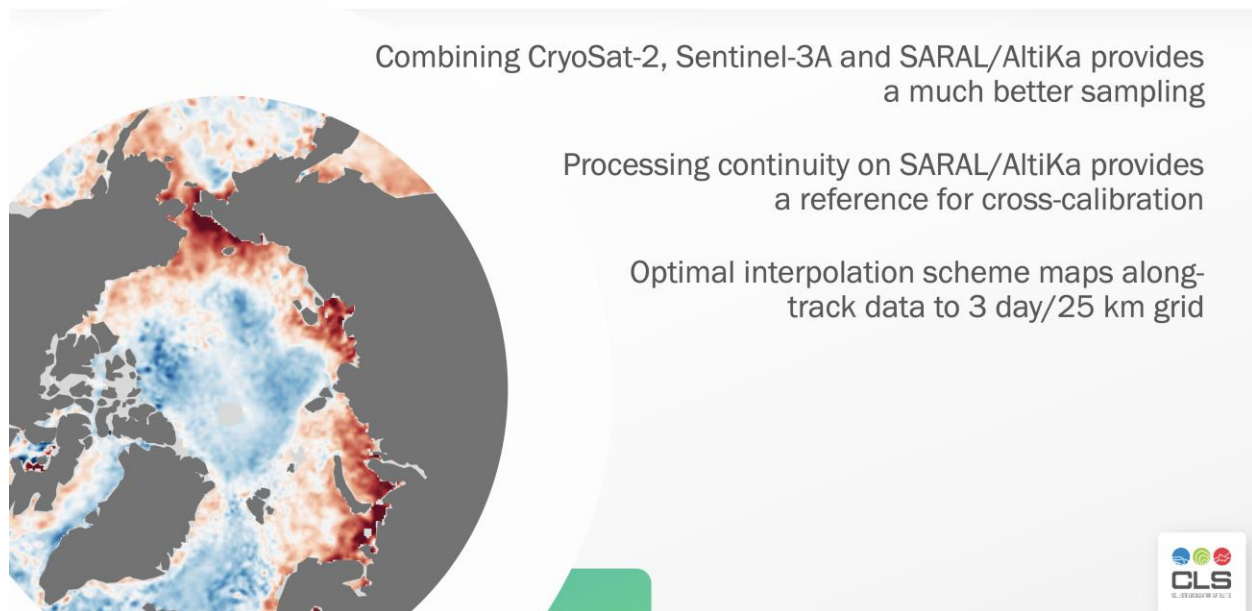 Combining CryoSat-2, Sentinel-3A and SARAL/AltiKa provides
a much better sampling
Processing continuity on SARAL/AltiKa provides
a reference for cross-calibration
Optimal interpolation scheme maps along-
track data to 3 day/25 km grid
CLS